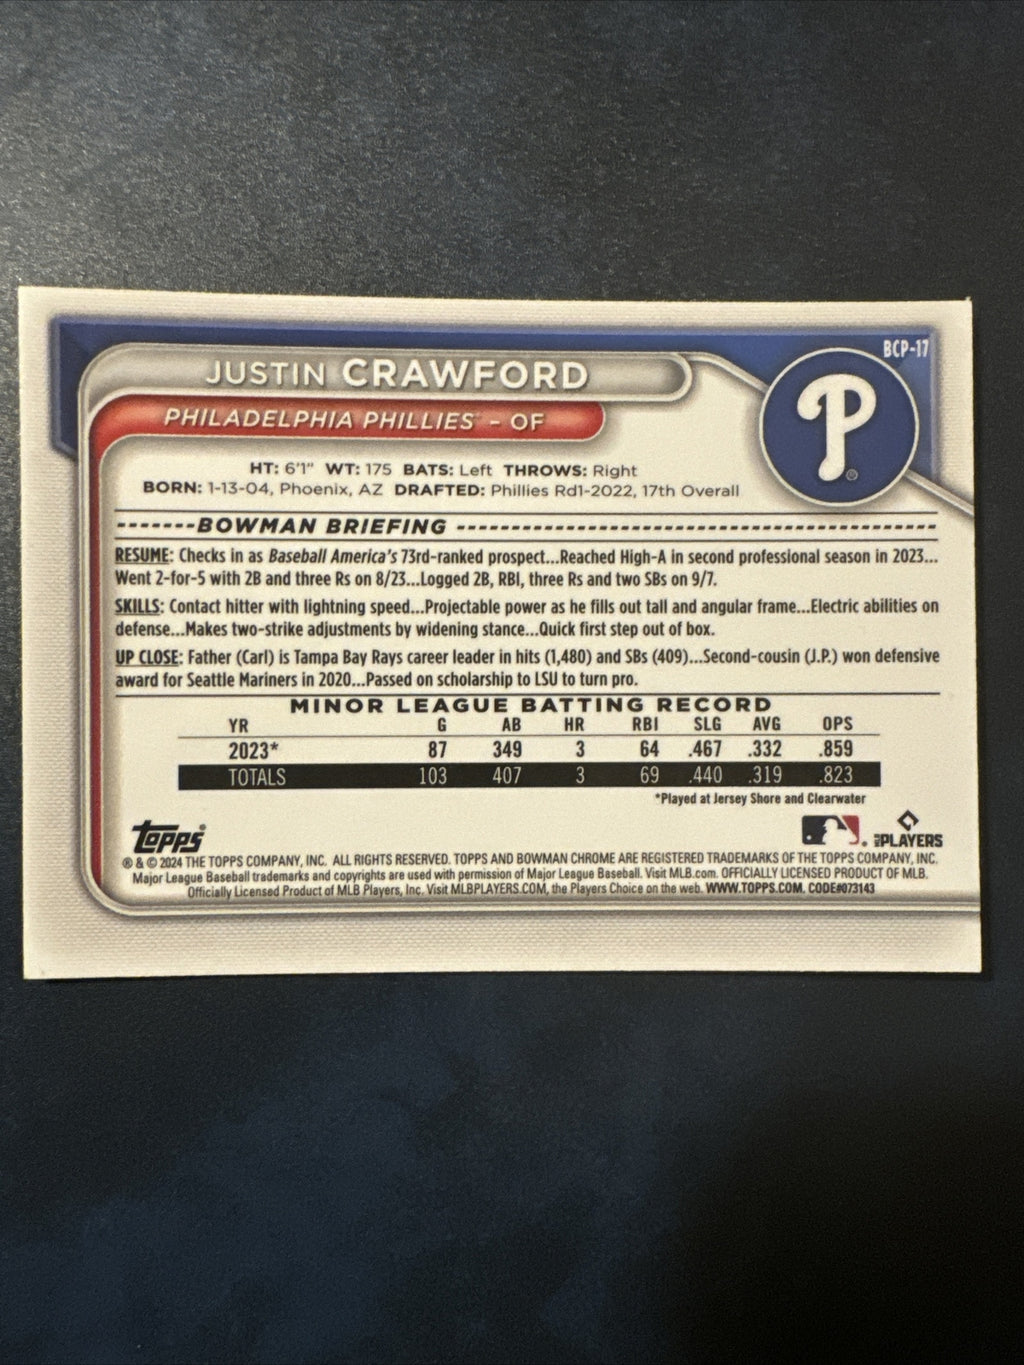 BCP-17
JUSTIN CRAWFORD
P
PHILADELPHIA PHILLIES - OF
HT: 6'1" WT: 175 BATS: Left THROWS: Right
BORN: 1-13-04, Phoenix, AZ DRAFTED: Phillies Rd1-2022, 17th Overall
-------BOWMAN BRIEFING ----------------------------------------
RESUME: Checks in as Baseball America's 73rd-ranked prospect...Reached High-A in second professional season in 2023...
Went 2-for-5 with 2B and three Rs on 8/23...Logged 2B, RBI, three Rs and two SBs on 9/7.
SKILLS: Contact hitter with lightning speed...Projectable power as he fills out tall and angular frame...Electric abilities on
defense...Makes two-strike adjustments by widening stance...Quick first step out of box.
UP CLOSE: Father (Carl) is Tampa Bay Rays career leader in hits (1,480) and SBs (409)...Second-cousin (J.P.) won defensive
award for Seattle Mariners in 2020...Passed on scholarship to LSU to turn pro.
MINOR LEAGUE BATTING RECORD
YR G AB HR RBI SLG AVG OPS
2023* 87 349 3 64 .467 .332 .859
TOTALS 103 407 3 69 .440 .319 .823
*Played at Jersey Shore and Clearwater
Topps® MLB PLAYERS
® & © 2024 THE TOPPS COMPANY, INC. ALL RIGHTS RESERVED. TOPPS AND BOWMAN CHROME ARE REGISTERED TRADEMARKS OF THE TOPPS COMPANY, INC.
Major League Baseball trademarks and copyrights are used with permission of Major League Baseball. Visit MLB.com. OFFICIALLY LICENSED PRODUCT OF MLB.
Officially Licensed Product of MLB Players, Inc. Visit MLBPLAYERS.COM, the Players Choice on the web. WWW.TOPPS.COM. CODE#073143